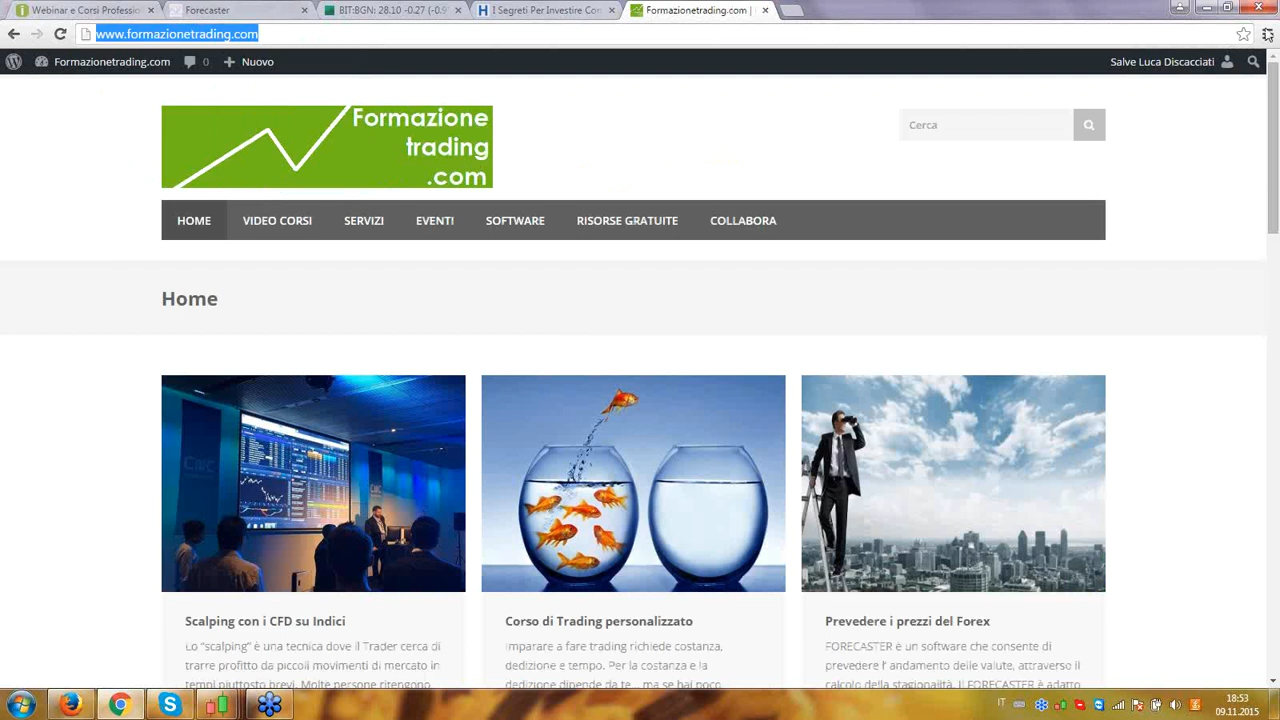 Webinar e Corsi Professio
Forecaster
BIT:BGN: 28.10 -0.27 (-0.9
I Segreti Per Investire Con
Formazionetrading.com |
www.formazionetrading.com
Formazionetrading.com
0
Nuovo
Salve Luca Discacciati
Formazione
trading
.com
Cerca
HOME
VIDEO CORSI
SERVIZI
EVENTI
SOFTWARE
RISORSE GRATUITE
COLLABORA
Home
Scalping con i CFD su Indici
Lo “scalping” è una tecnica dove il Trader cerca di
trarre profitto da piccoli movimenti di mercato in
tempi piuttosto brevi. Molte persone ritengono
Corso di Trading personalizzato
Imparare a fare trading richiede costanza,
dedizione e tempo. Per la costanza e la
dedizione dipende da te... ma se hai poco
Prevedere i prezzi del Forex
FORECASTER è un software che consente di
prevedere l' andamento delle valute, attraverso il
calcolo della stagionalità. Il FORECASTER è adatto
IT
18:53
09.11.2015